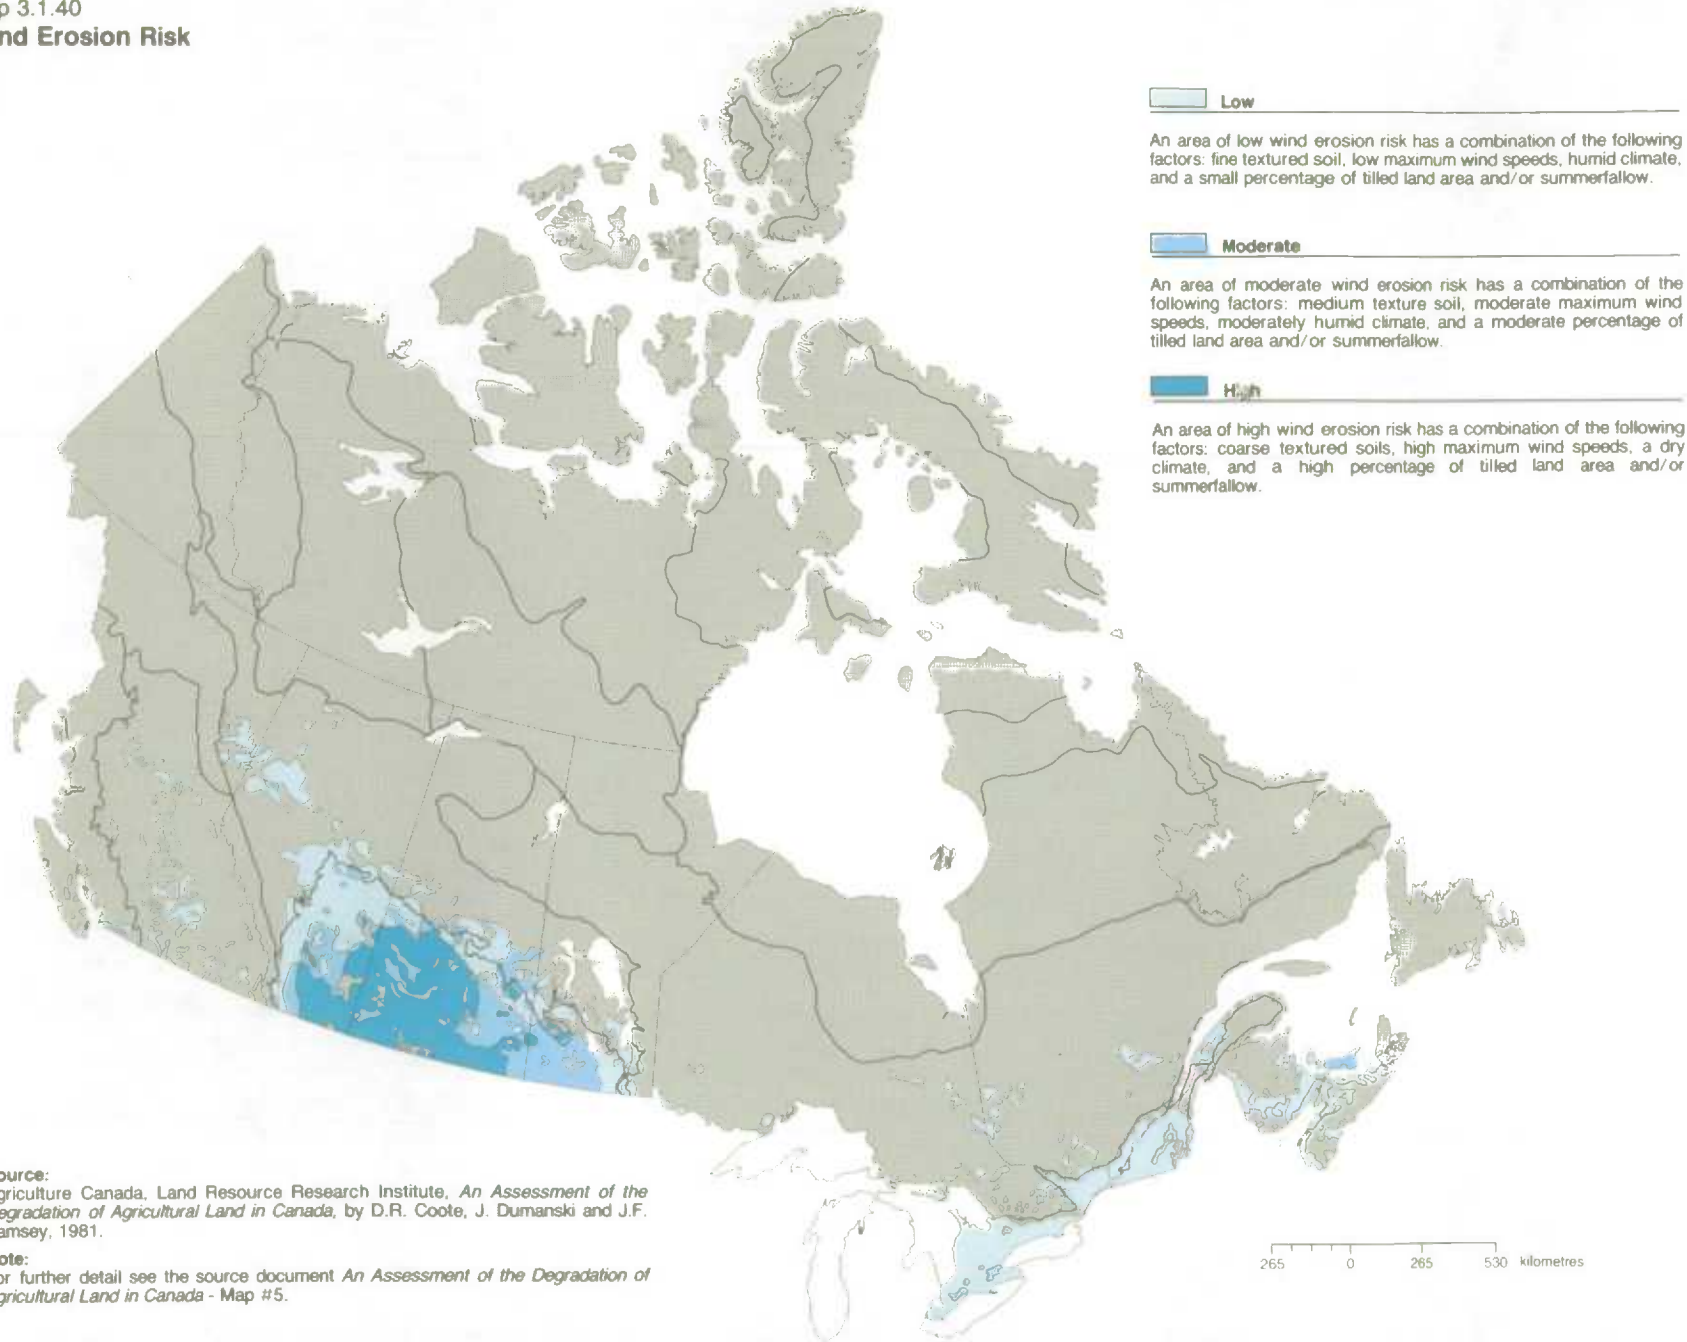 p 3.1.40
nd Erosion Risk
Low
An area of low wind erosion risk has a combination of the following
factors: fine textured soil, low maximum wind speeds, humid climate,
and a small percentage of tilled land area and/or summerfallow.
Moderate
An area of moderate wind erosion risk has a combination of the
following factors: medium texture soil, moderate maximum wind
speeds, moderately humid climate, and a moderate percentage of
tilled land area and/or summerfallow.
High
An area of high wind erosion risk has a combination of the following
factors: coarse textured soils, high maximum wind speeds, a dry
climate, and a high percentage of tilled land area and/or
summerfallow.
ource:
griculture Canada, Land Resource Research Institute, An Assessment of the
egradation of Agricultural Land in Canada, by D.R. Coote, J. Dumanski and J.F.
amsey, 1981.
ote:
or further detail see the source document An Assessment of the Degradation of
gricultural Land in Canada - Map #5.
265 0 265 530 kilometres